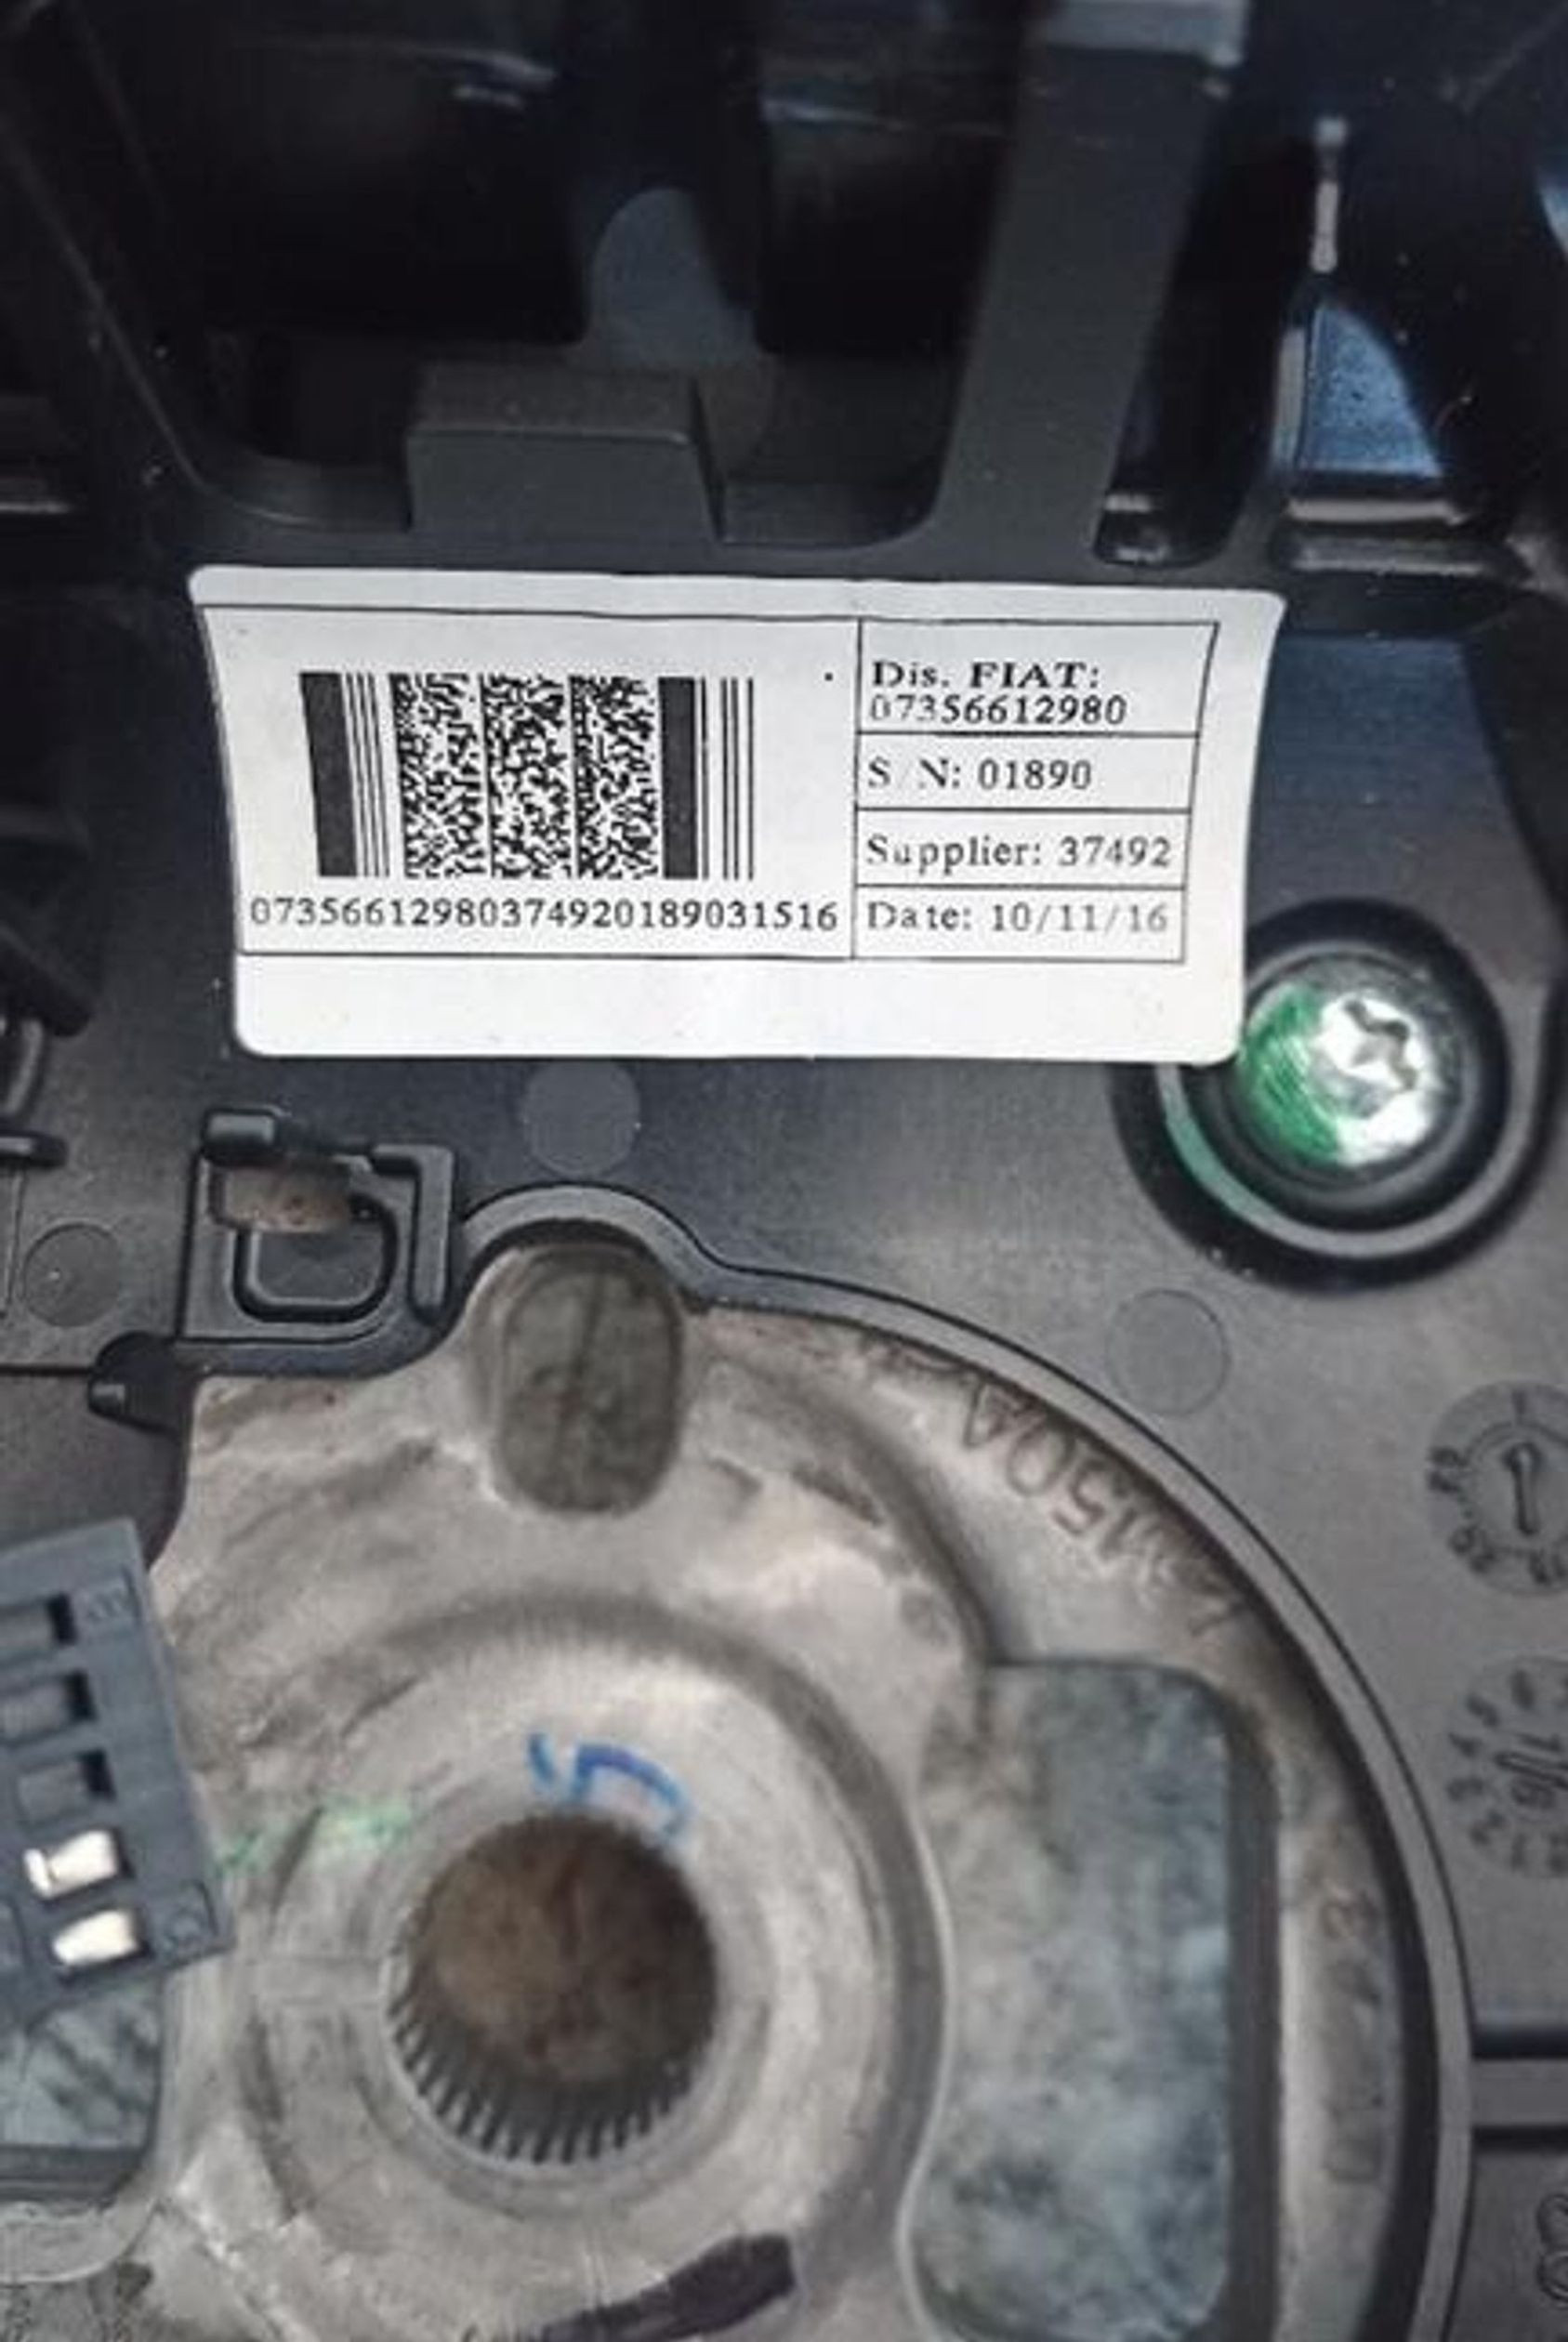 Dis. FIAT:
07356612980
S/N: 01890
Supplier: 37492
Date: 10/11/16
07356612980374920189031516